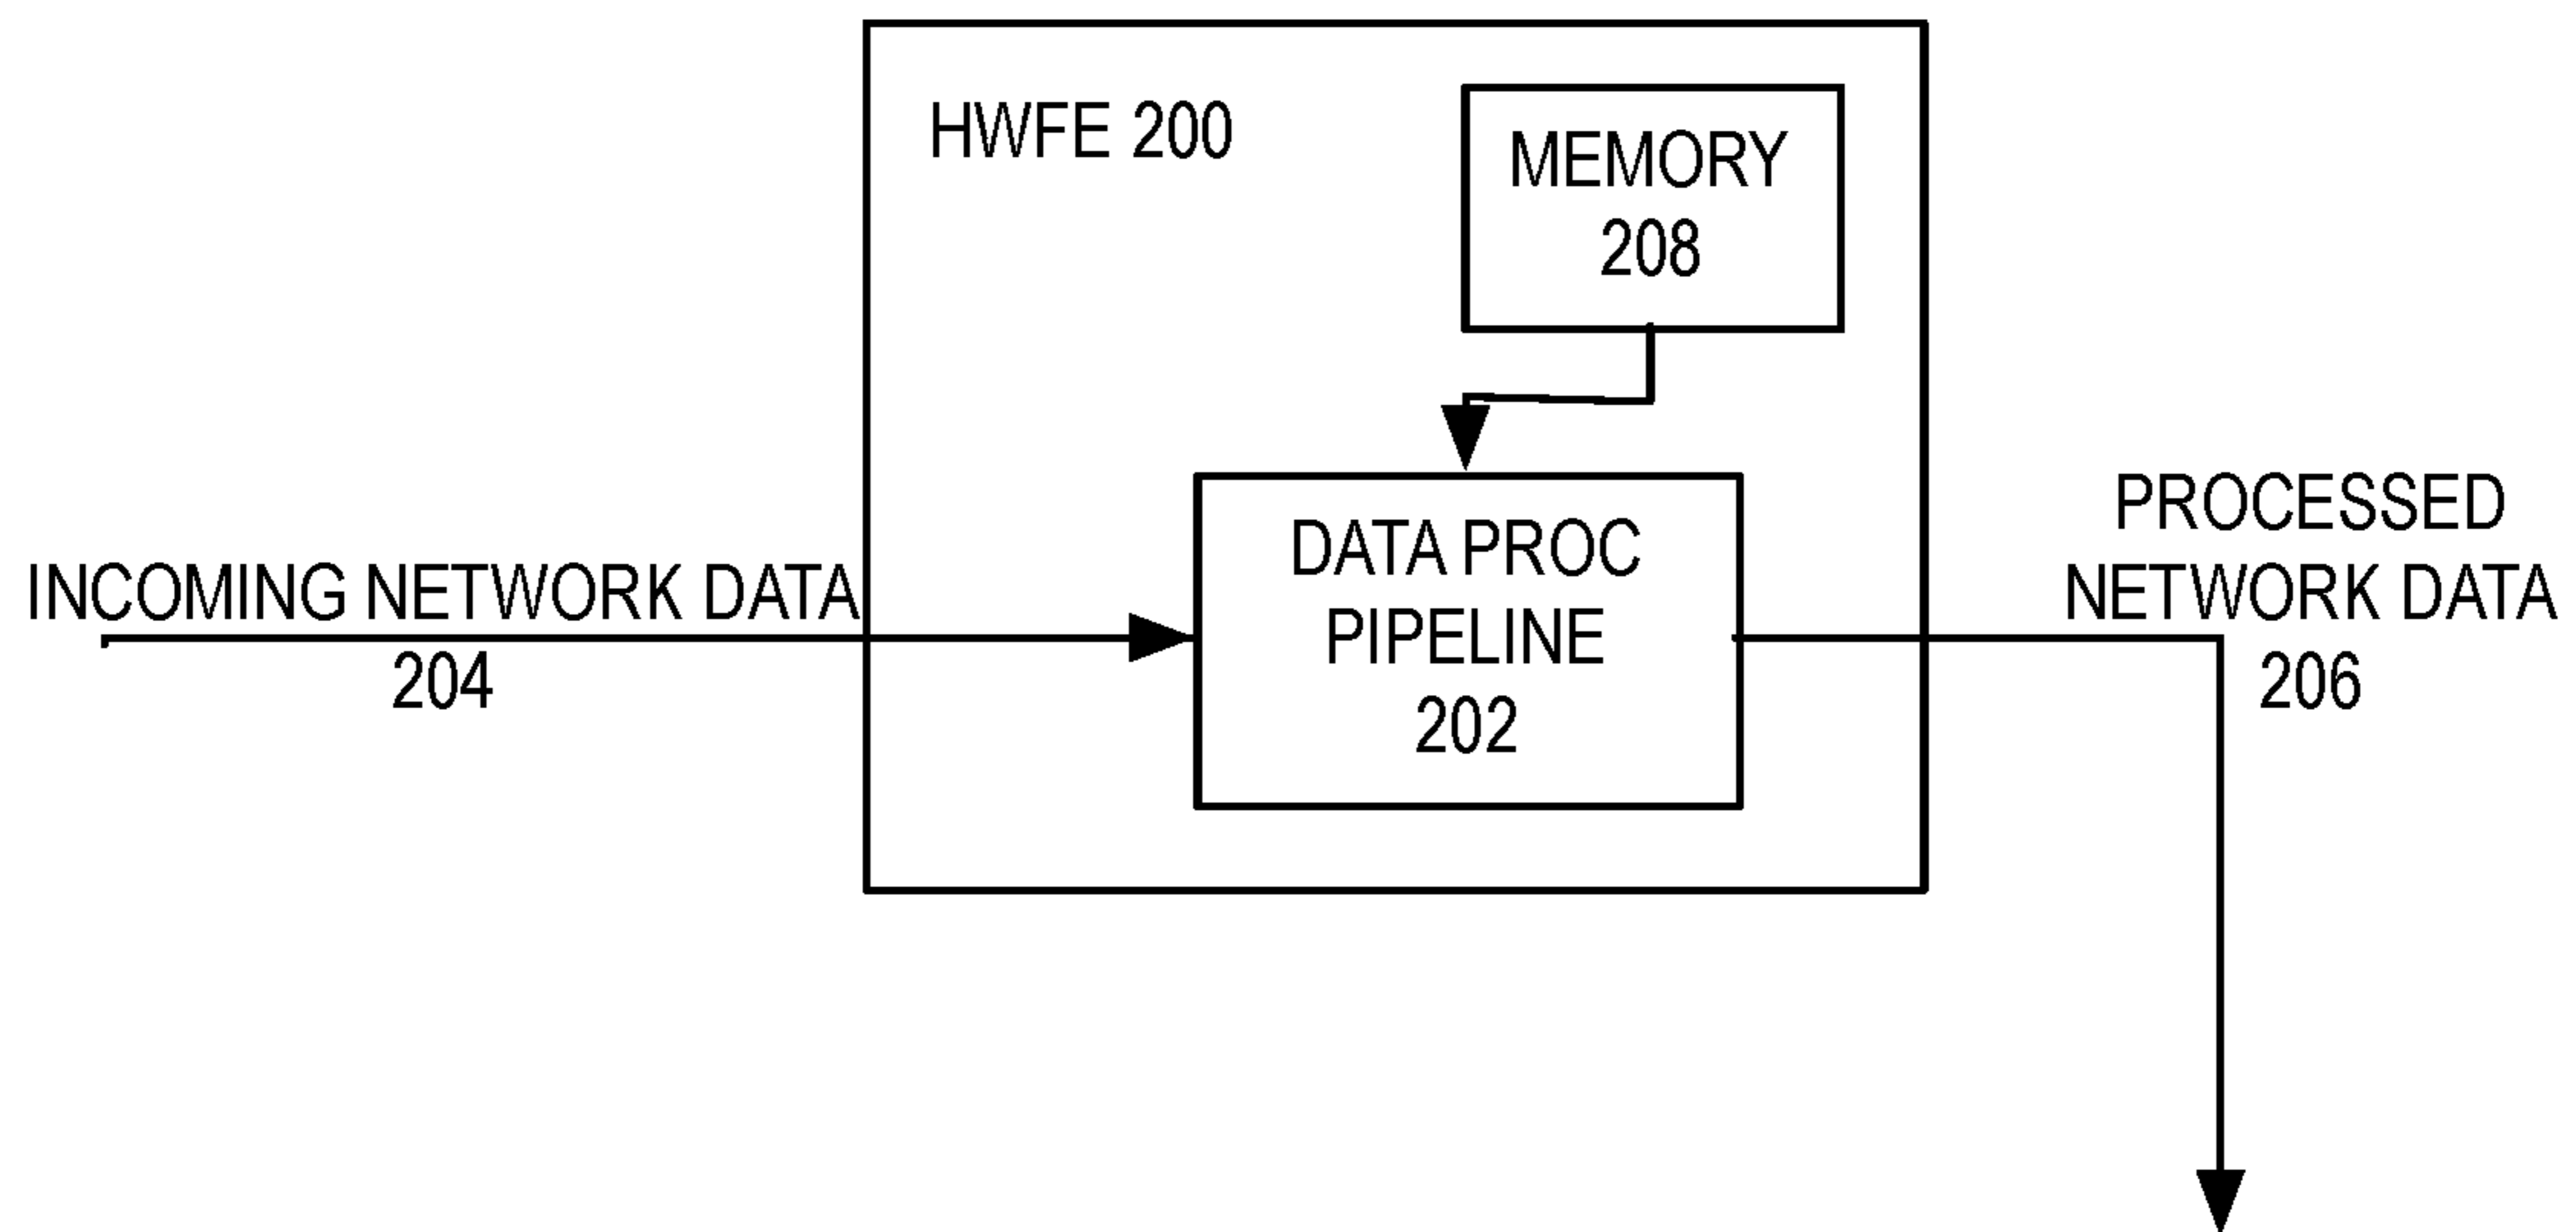 HWFE 200
MEMORY
208
INCOMING NETWORK DATA
204
DATA PROC
PIPELINE
202
PROCESSED
NETWORK DATA
206